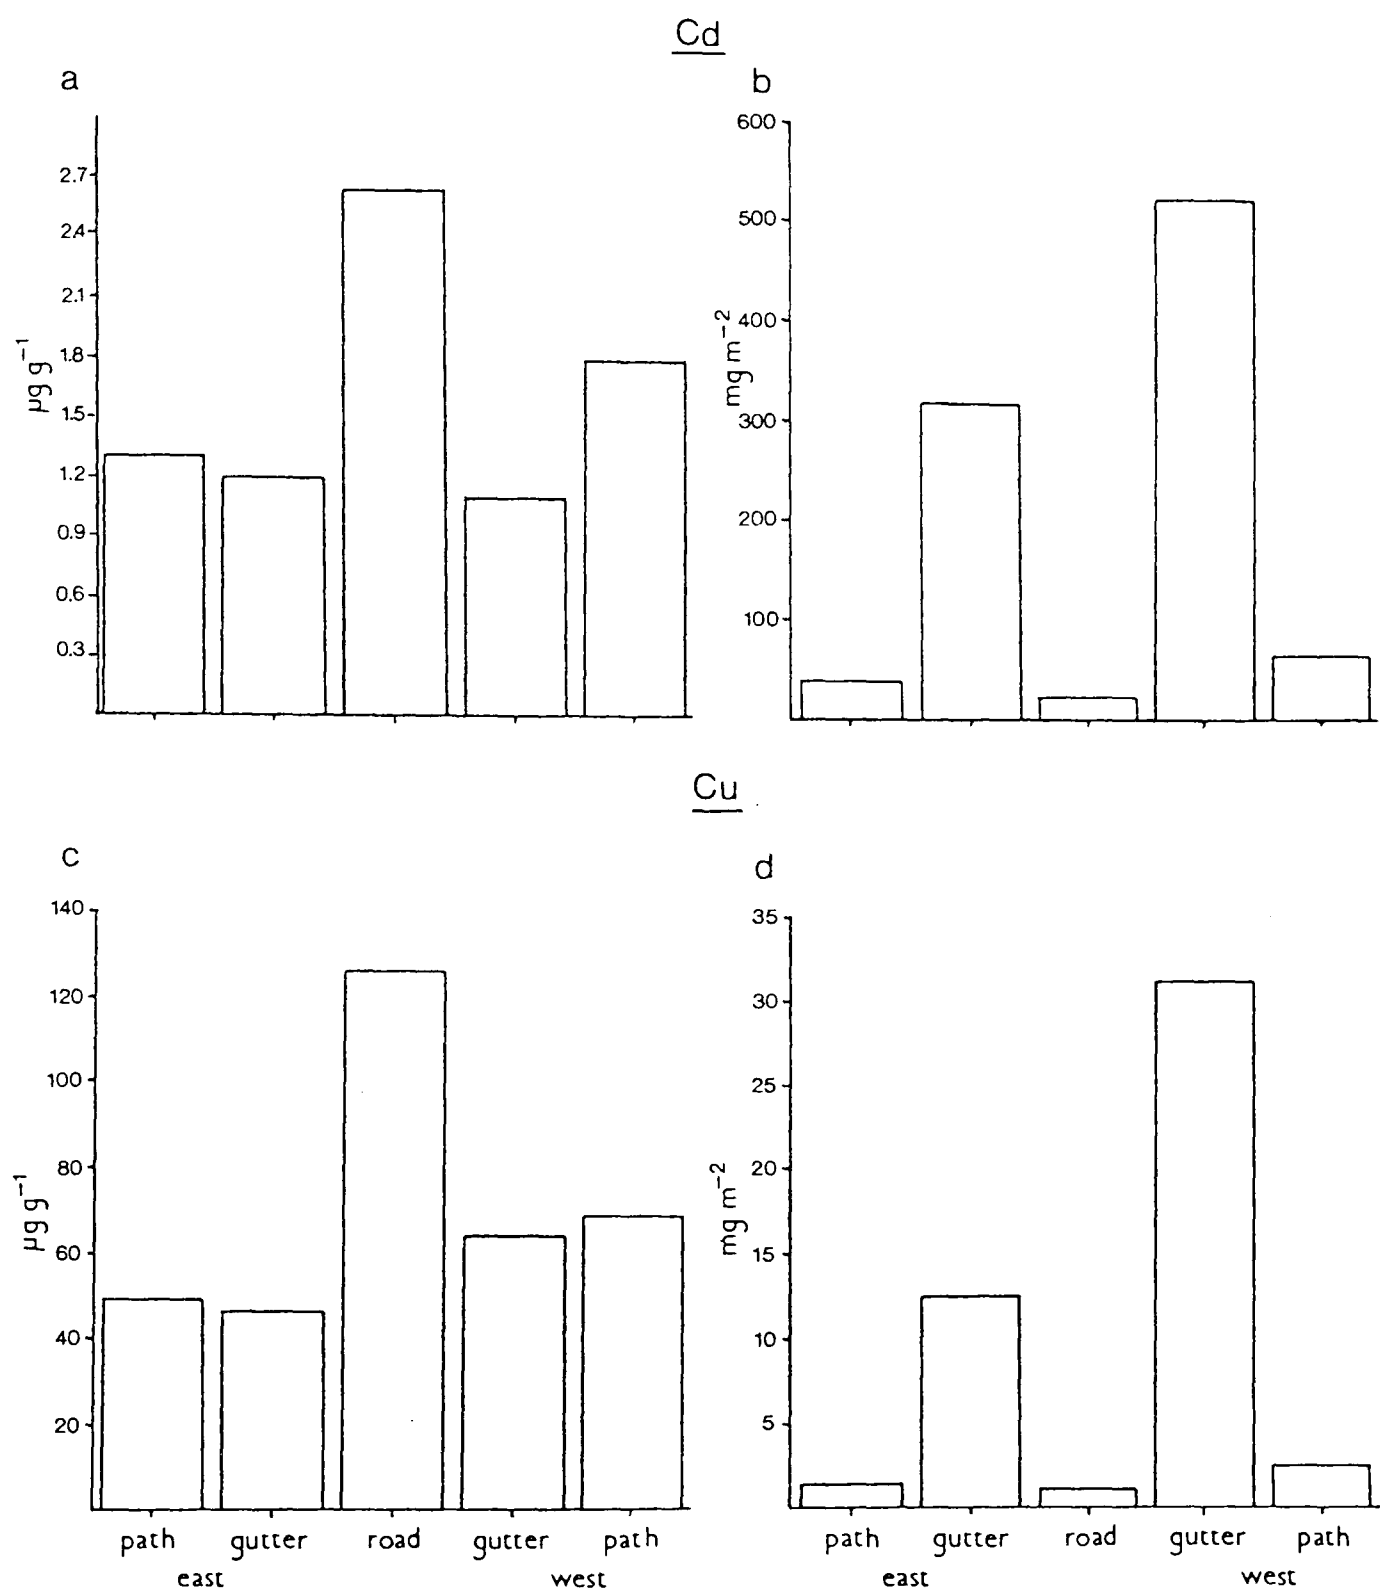 Cd
a
2.7
2.4
2.1
1.8
1.5
1.2
0.9
0.6
0.3
µg g⁻¹
b
600
500
400
300
200
100
mg m⁻²
Cu
c
140
120
100
80
60
40
20
µg g⁻¹
path gutter road gutter path
east west
d
35
30
25
20
15
10
5
mg m⁻²
path gutter road gutter path
east west